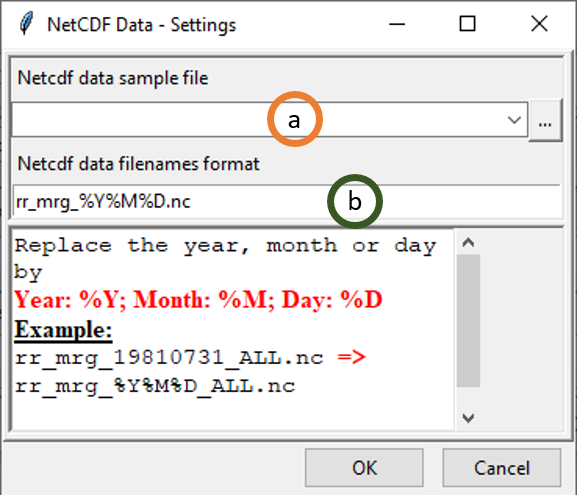 NetCDF Data - Settings
Netcdf data sample file
a
...
Netcdf data filenames format
rr_mrg_%Y%M%D.nc
b
Replace the year, month or day
by
Year: %Y; Month: %M; Day: %D
Example:
rr_mrg_19810731_ALL.nc =>
rr_mrg_%Y%M%D_ALL.nc
OK Cancel